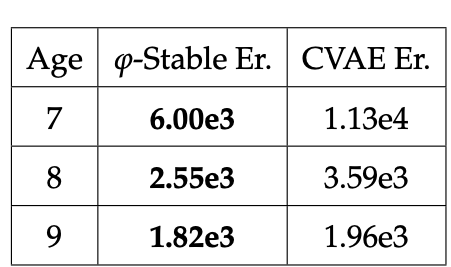 Age φ-Stable Er. CVAE Er.
7 6.00e3 1.13e4
8 2.55e3 3.59e3
9 1.82e3 1.96e3